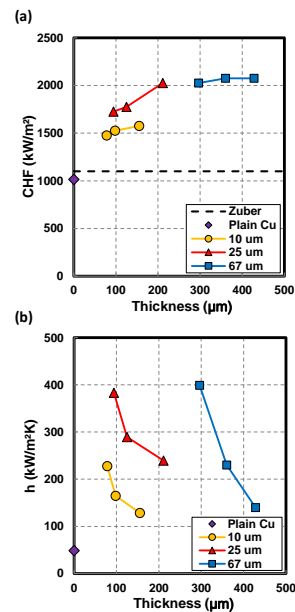 (a)
2500
2000
1500
1000
500
0
CHF (kW/m²)
Zuber
Plain Cu
10 um
25 um
67 um
0 100 200 300 400 500
Thickness (μm)
(b)
500
400
300
200
100
0
h (kW/m²K)
Plain Cu
10 um
25 um
67 um
0 100 200 300 400 500
Thickness (μm)